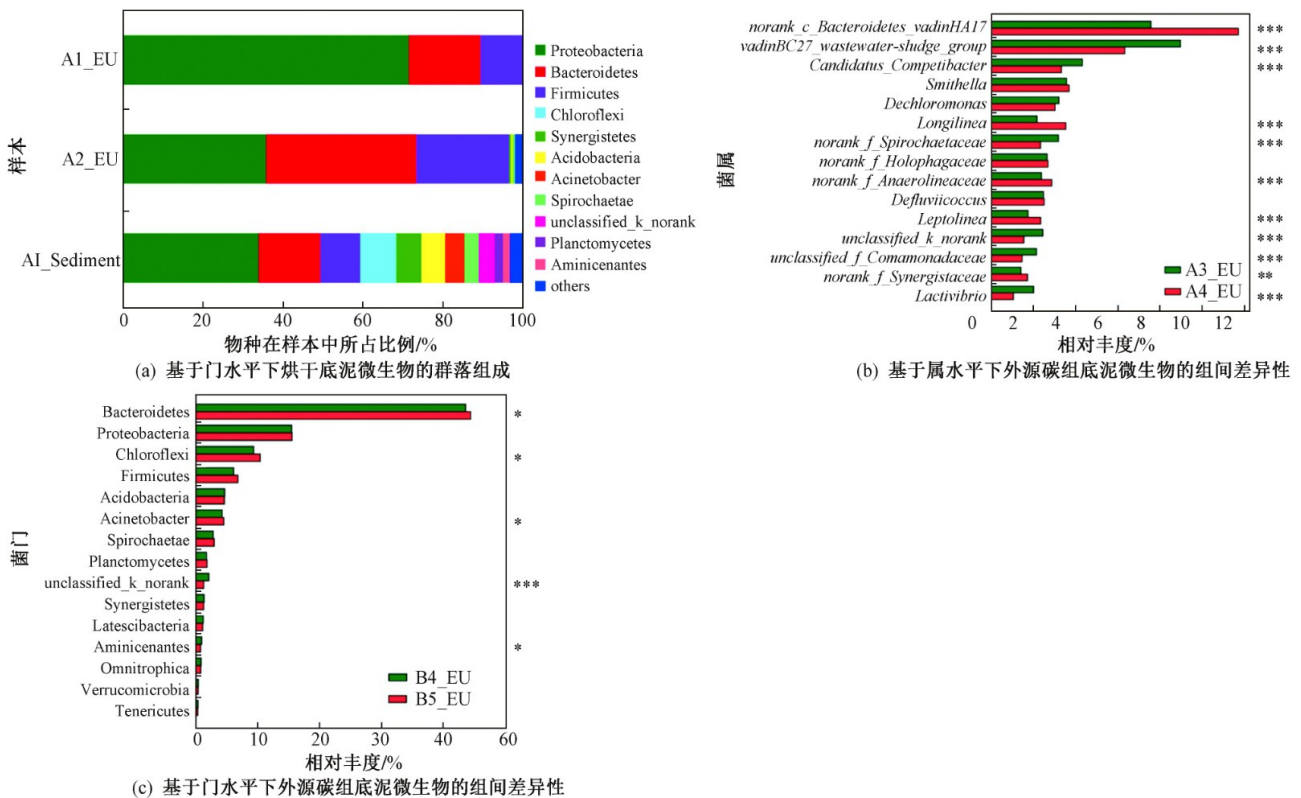 样本
A1_EU
A2_EU
AI_Sediment
0 20 40 60 80 100
物种在样本中所占比例/%
Proteobacteria
Bacteroidetes
Firmicutes
Chloroflexi
Synergistetes
Acidobacteria
Acinetobacter
Spirochaetae
unclassified_k_norank
Planctomycetes
Aminicenantes
others
(a) 基于门水平下烘干底泥微生物的群落组成
菌属
norank_c_Bacteroidetes_vadinHA17 ***
vadinBC27_wastewater-sludge_group ***
Candidatus_Competibacter ***
Smithella
Dechloromonas
Longilinea ***
norank_f_Spirochaetaceae ***
norank_f_Holophagaceae
norank_f_Anaerolineaceae ***
Defluviicoccus
Leptolinea ***
unclassified_k_norank ***
unclassified_f_Comamonadaceae ***
norank_f_Synergistaceae **
Lactivibrio ***
A3_EU
A4_EU
0 2 4 6 8 10 12
相对丰度/%
(b) 基于属水平下外源碳组底泥微生物的组间差异性
菌门
Bacteroidetes *
Proteobacteria
Chloroflexi *
Firmicutes
Acidobacteria
Acinetobacter *
Spirochaetae
Planctomycetes
unclassified_k_norank ***
Synergistetes
Latescibacteria
Aminicenantes *
Omnitrophica
Verrucomicrobia
Tenericutes
B4_EU
B5_EU
0 10 20 30 40 50 60
相对丰度/%
(c) 基于门水平下外源碳组底泥微生物的组间差异性